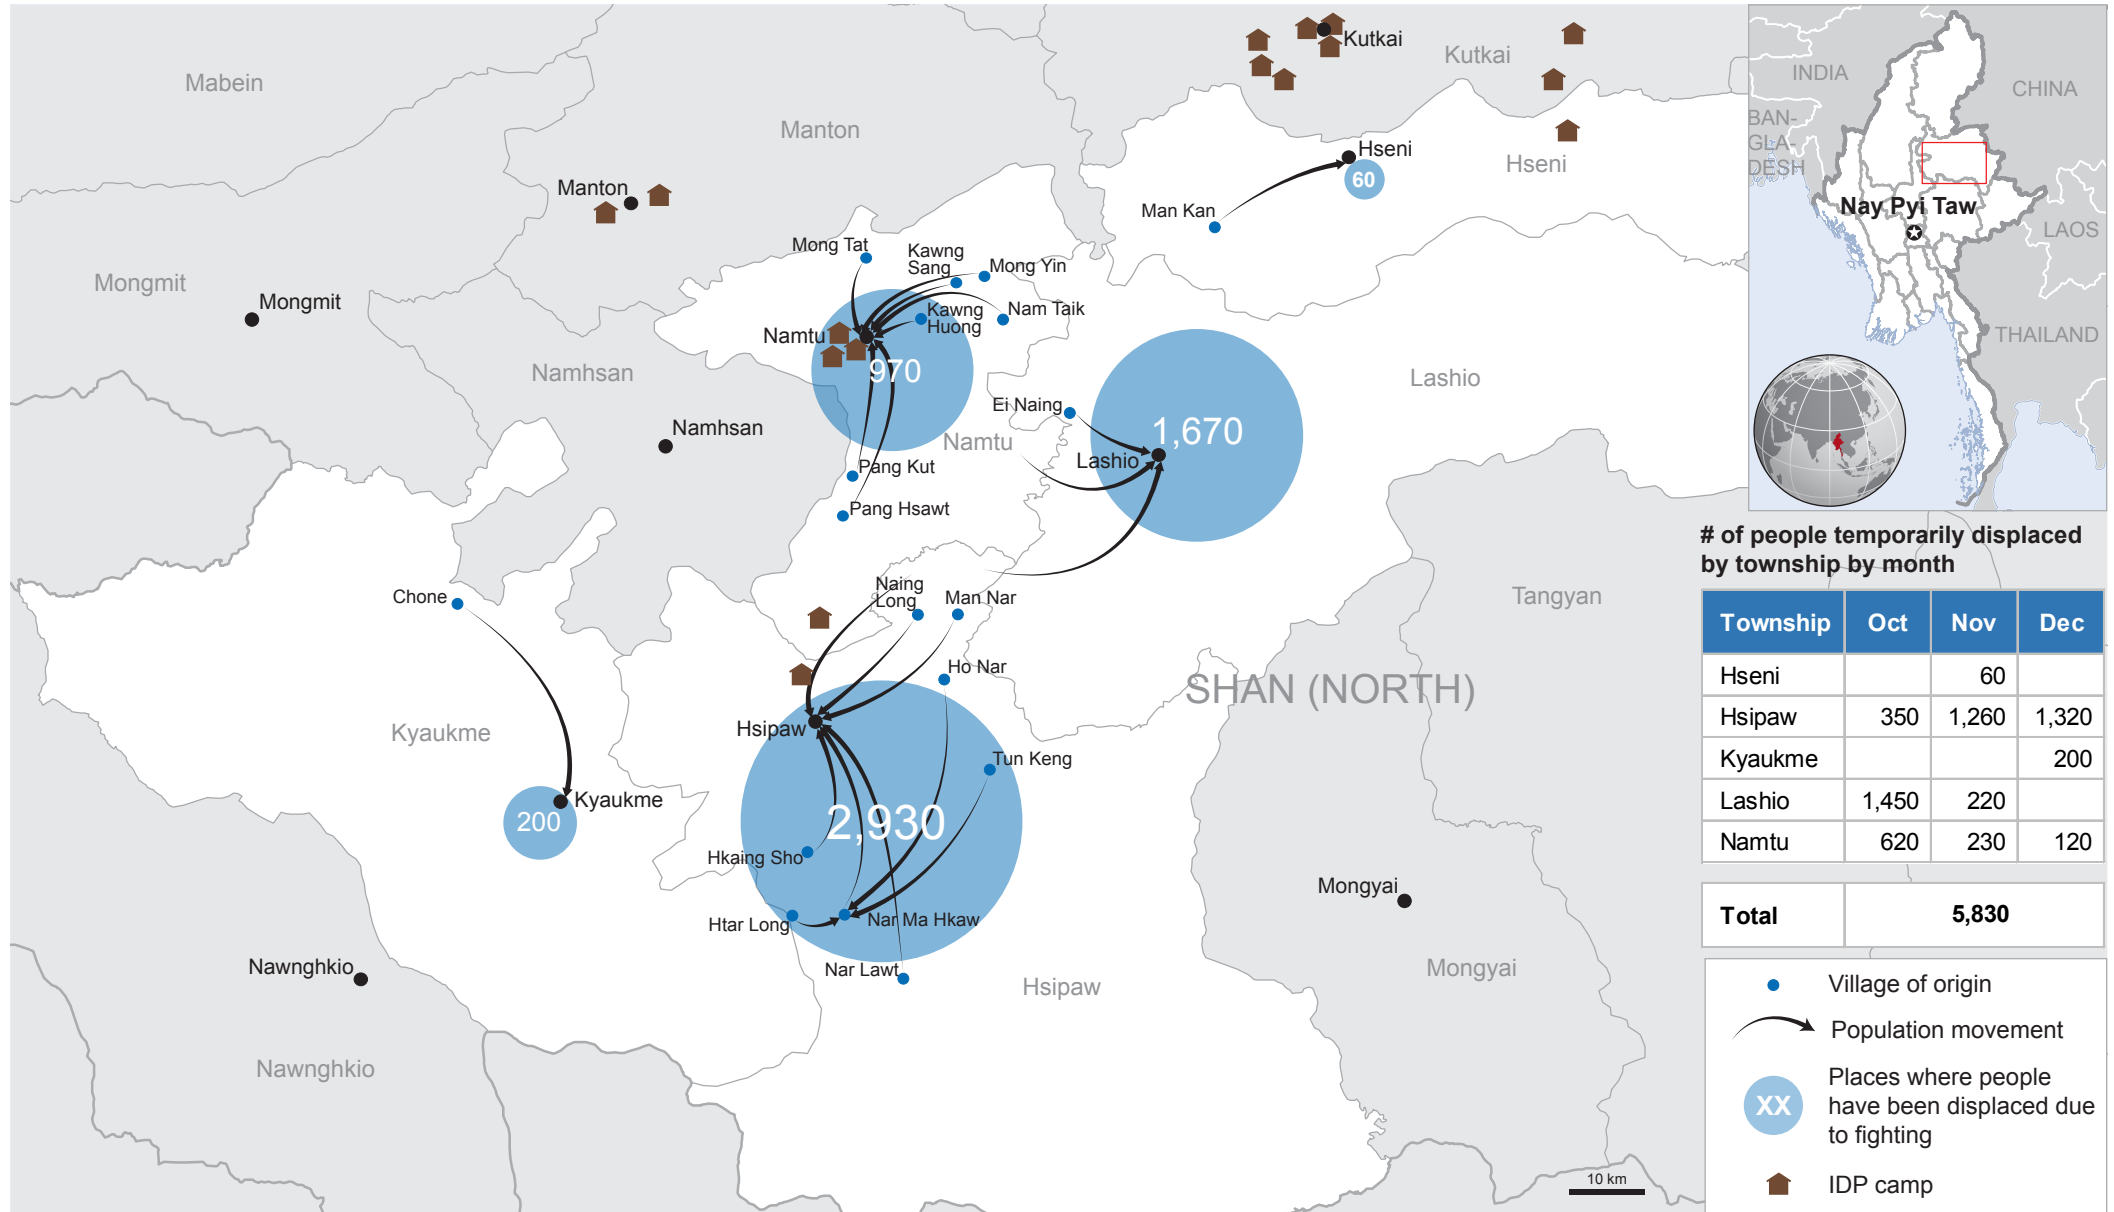 Mabein
Manton
Kutkai
Kutkai
Hseni
Hseni
60
Man Kan
Manton
Mongmit
Mongmit
Mong Tat
Kawng
Sang
Mong Yin
Kawng
Huong
Nam Taik
Namtu
970
Namhsan
Namhsan
Namtu
Ei Naing
Lashio
1,670
Lashio
Pang Kut
Pang Hsawt
Chone
Naing
Long
Man Nar
Ho Nar
Tangyan
SHAN (NORTH)
Kyaukme
Hsipaw
Tun Keng
Kyaukme
200
2,930
Hkaing Sho
Htar Long
Nar Ma Hkaw
Nar Lawt
Mongyai
Mongyai
Nawnghkio
Nawnghkio
Hsipaw
10 km
INDIA
CHINA
BAN-
GLA-
DESH
Nay Pyi Taw
LAOS
THAILAND
# of people temporarily displaced
by township by month
Township Oct Nov Dec
Hseni 60
Hsipaw 350 1,260 1,320
Kyaukme 200
Lashio 1,450 220
Namtu 620 230 120
Total 5,830
Village of origin
Population movement
XX
Places where people
have been displaced due
to fighting
IDP camp